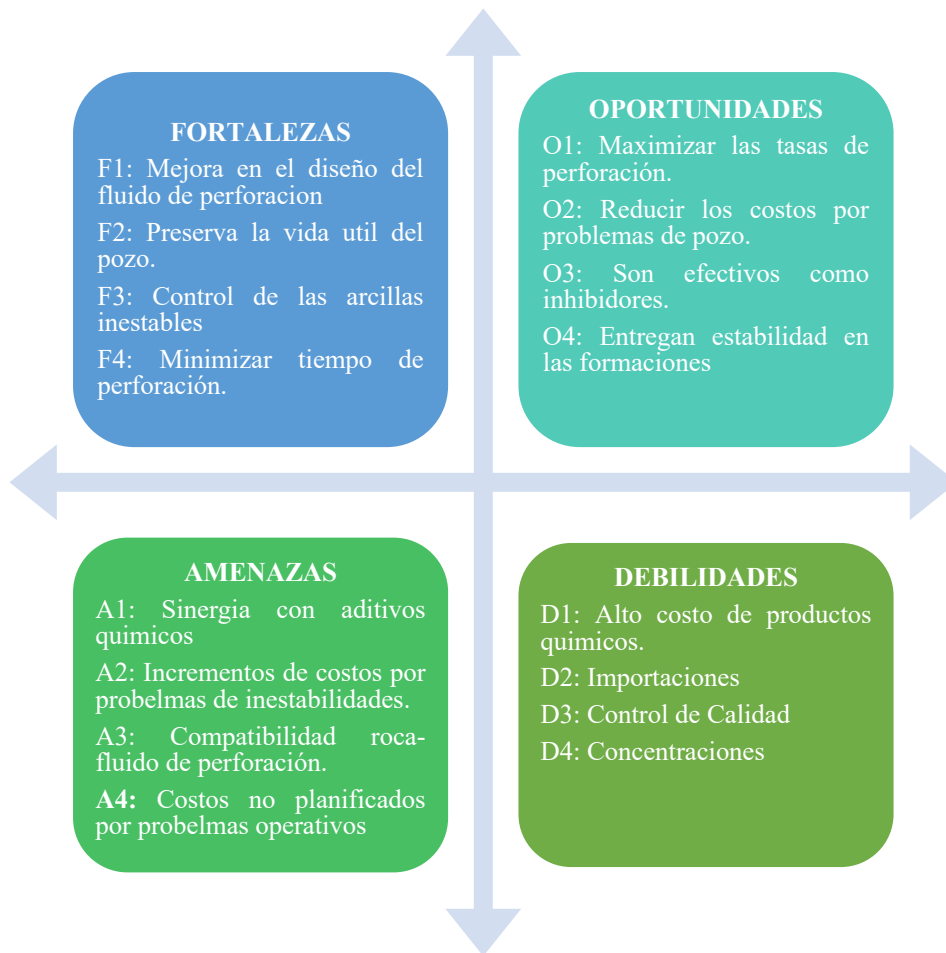 FORTALEZAS
F1: Mejora en el diseño del
fluido de perforacion
F2: Preserva la vida util del
pozo.
F3: Control de las arcillas
inestables
F4: Minimizar tiempo de
perforación.
OPORTUNIDADES
O1: Maximizar las tasas de
perforación.
O2: Reducir los costos por
problemas de pozo.
O3: Son efectivos como
inhibidores.
O4: Entregan estabilidad en
las formaciones
AMENAZAS
A1: Sinergia con aditivos
quimicos
A2: Incrementos de costos por
probelmas de inestabilidades.
A3: Compatibilidad roca-
fluido de perforación.
A4: Costos no planificados
por probelmas operativos
DEBILIDADES
D1: Alto costo de productos
quimicos.
D2: Importaciones
D3: Control de Calidad
D4: Concentraciones